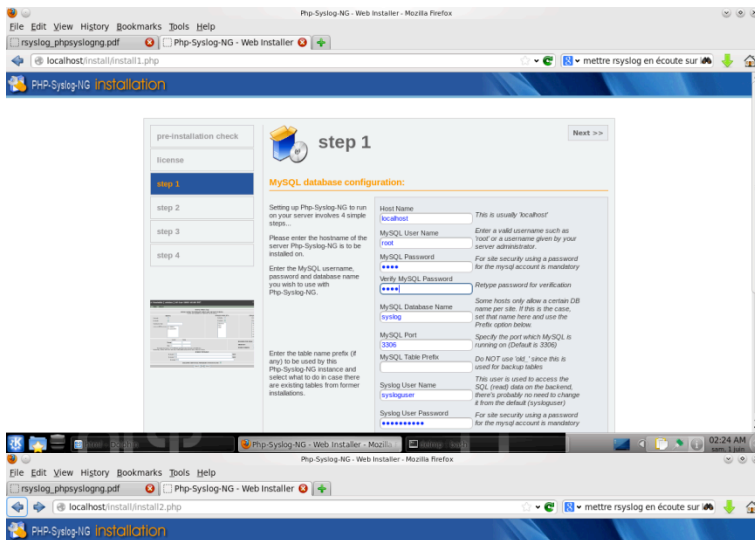 Php-Syslog-NG - Web Installer - Mozilla Firefox
File Edit View History Bookmarks Tools Help
rsyslog_phpsyslogng.pdf
Php-Syslog-NG - Web Installer
localhost/install/install1.php
mettre rsyslog en écoute sur
PHP-Syslog-NG installation
pre-installation check
license
step 1
step 2
step 3
step 4
step 1
Next >>
MySQL database configuration:
Setting up Php-Syslog-NG to run
on your server involves 4 simple
steps...
Please enter the hostname of the
server Php-Syslog-NG is to be
installed on.
Enter the MySQL username,
password and database name
you wish to use with
Php-Syslog-NG.
Enter the table name prefix (if
any) to be used by this
Php-Syslog-NG instance and
select what to do in case there
are existing tables from former
installations.
Host Name
localhost
This is usually 'localhost'
MySQL User Name
root
Enter a valid username such as
'root' or a username given by your
server administrator.
MySQL Password
••••
For site security using a password
for the mysql account is mandatory
Verify MySQL Password
••••
Retype password for verification
MySQL Database Name
syslog
Some hosts only allow a certain DB
name per site. If this is the case,
set that name here and use the
Prefix option below.
MySQL Port
3306
Specify the port which MySQL is
running on (Default is 3306)
MySQL Table Prefix
Do NOT use 'old_' since this is
used for backup tables
Syslog User Name
sysloguser
This user is used to access the
SQL (read) data on the backend,
there's probably no need to change
it from the default (sysloguser)
Syslog User Password
••••••••••
For site security using a password
for the mysql account is mandatory
Php-Syslog-NG - Web Installer - Mozilla
02:24 AM
sam. 1 juin
Php-Syslog-NG - Web Installer - Mozilla Firefox
File Edit View History Bookmarks Tools Help
rsyslog_phpsyslogng.pdf
Php-Syslog-NG - Web Installer
localhost/install/install2.php
mettre rsyslog en écoute sur
PHP-Syslog-NG installation